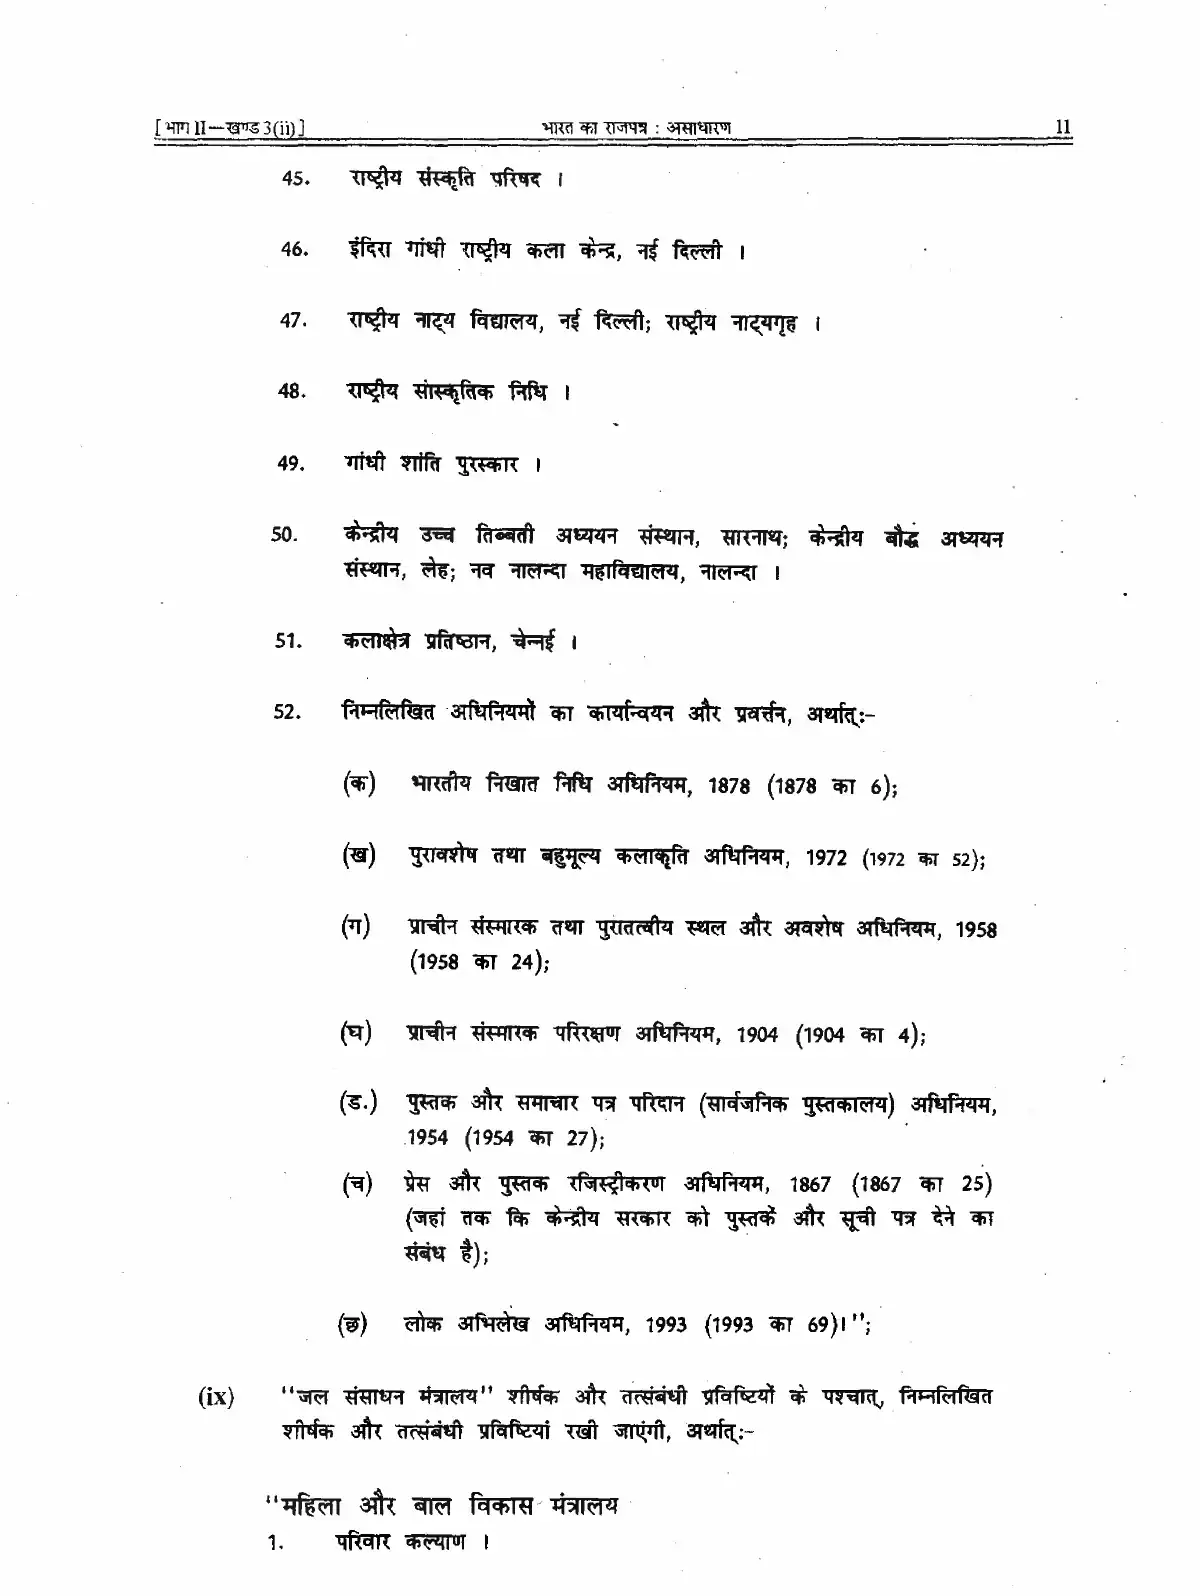 [ भाग II—खण्ड 3(ii) ] भारत का राजपत्र : असाधारण 11
45. राष्ट्रीय संस्कृति परिषद ।
46. इंदिरा गांधी राष्ट्रीय कला केन्द्र, नई दिल्ली ।
47. राष्ट्रीय नाट्य विद्यालय, नई दिल्ली; राष्ट्रीय नाट्यगृह ।
48. राष्ट्रीय सांस्कृतिक निधि ।
49. गांधी शांति पुरस्कार ।
50. केन्द्रीय उच्च तिब्बती अध्ययन संस्थान, सारनाथ; केन्द्रीय बौद्ध अध्ययन
संस्थान, लेह; नव नालन्दा महाविद्यालय, नालन्दा ।
51. कलाक्षेत्र प्रतिष्ठान, चेन्नई ।
52. निम्नलिखित अधिनियमों का कार्यान्वयन और प्रवर्त्तन, अर्थात्:-
(क) भारतीय निखात निधि अधिनियम, 1878 (1878 का 6);
(ख) पुरावशेष तथा बहुमूल्य कलाकृति अधिनियम, 1972 (1972 का 52);
(ग) प्राचीन संस्मारक तथा पुरातत्वीय स्थल और अवशेष अधिनियम, 1958
(1958 का 24);
(घ) प्राचीन संस्मारक परिरक्षण अधिनियम, 1904 (1904 का 4);
(ड.) पुस्तक और समाचार पत्र परिदान (सार्वजनिक पुस्तकालय) अधिनियम,
1954 (1954 का 27);
(च) प्रेस और पुस्तक रजिस्ट्रीकरण अधिनियम, 1867 (1867 का 25)
(जहां तक कि केन्द्रीय सरकार को पुस्तकें और सूची पत्र देने का
संबंध है);
(छ) लोक अभिलेख अधिनियम, 1993 (1993 का 69)।";
(ix) "जल संसाधन मंत्रालय" शीर्षक और तत्संबंधी प्रविष्टियों के पश्चात्, निम्नलिखित
शीर्षक और तत्संबंधी प्रविष्टियां रखी जाएंगी, अर्थात्:-
"महिला और बाल विकास मंत्रालय
1. परिवार कल्याण ।